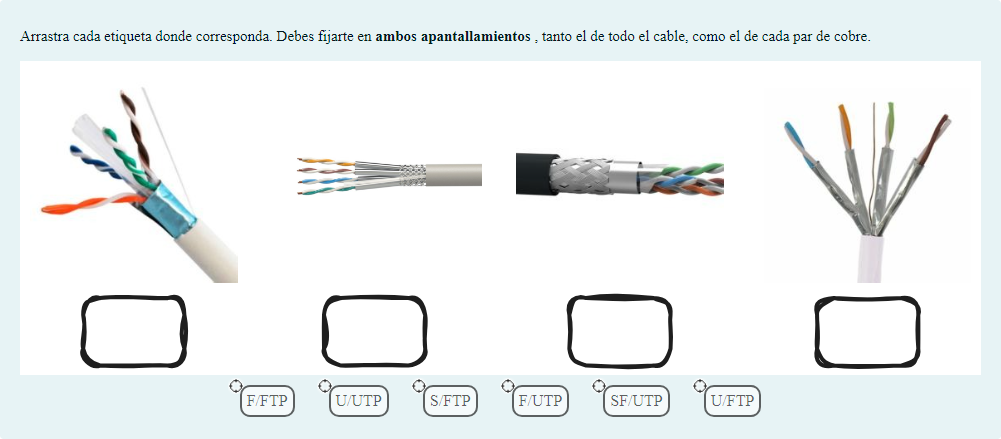 Arrastra cada etiqueta donde corresponda. Debes fijarte en ambos apantallamientos , tanto el de todo el cable, como el de cada par de cobre.
F/FTP U/UTP S/FTP F/UTP SF/UTP U/FTP